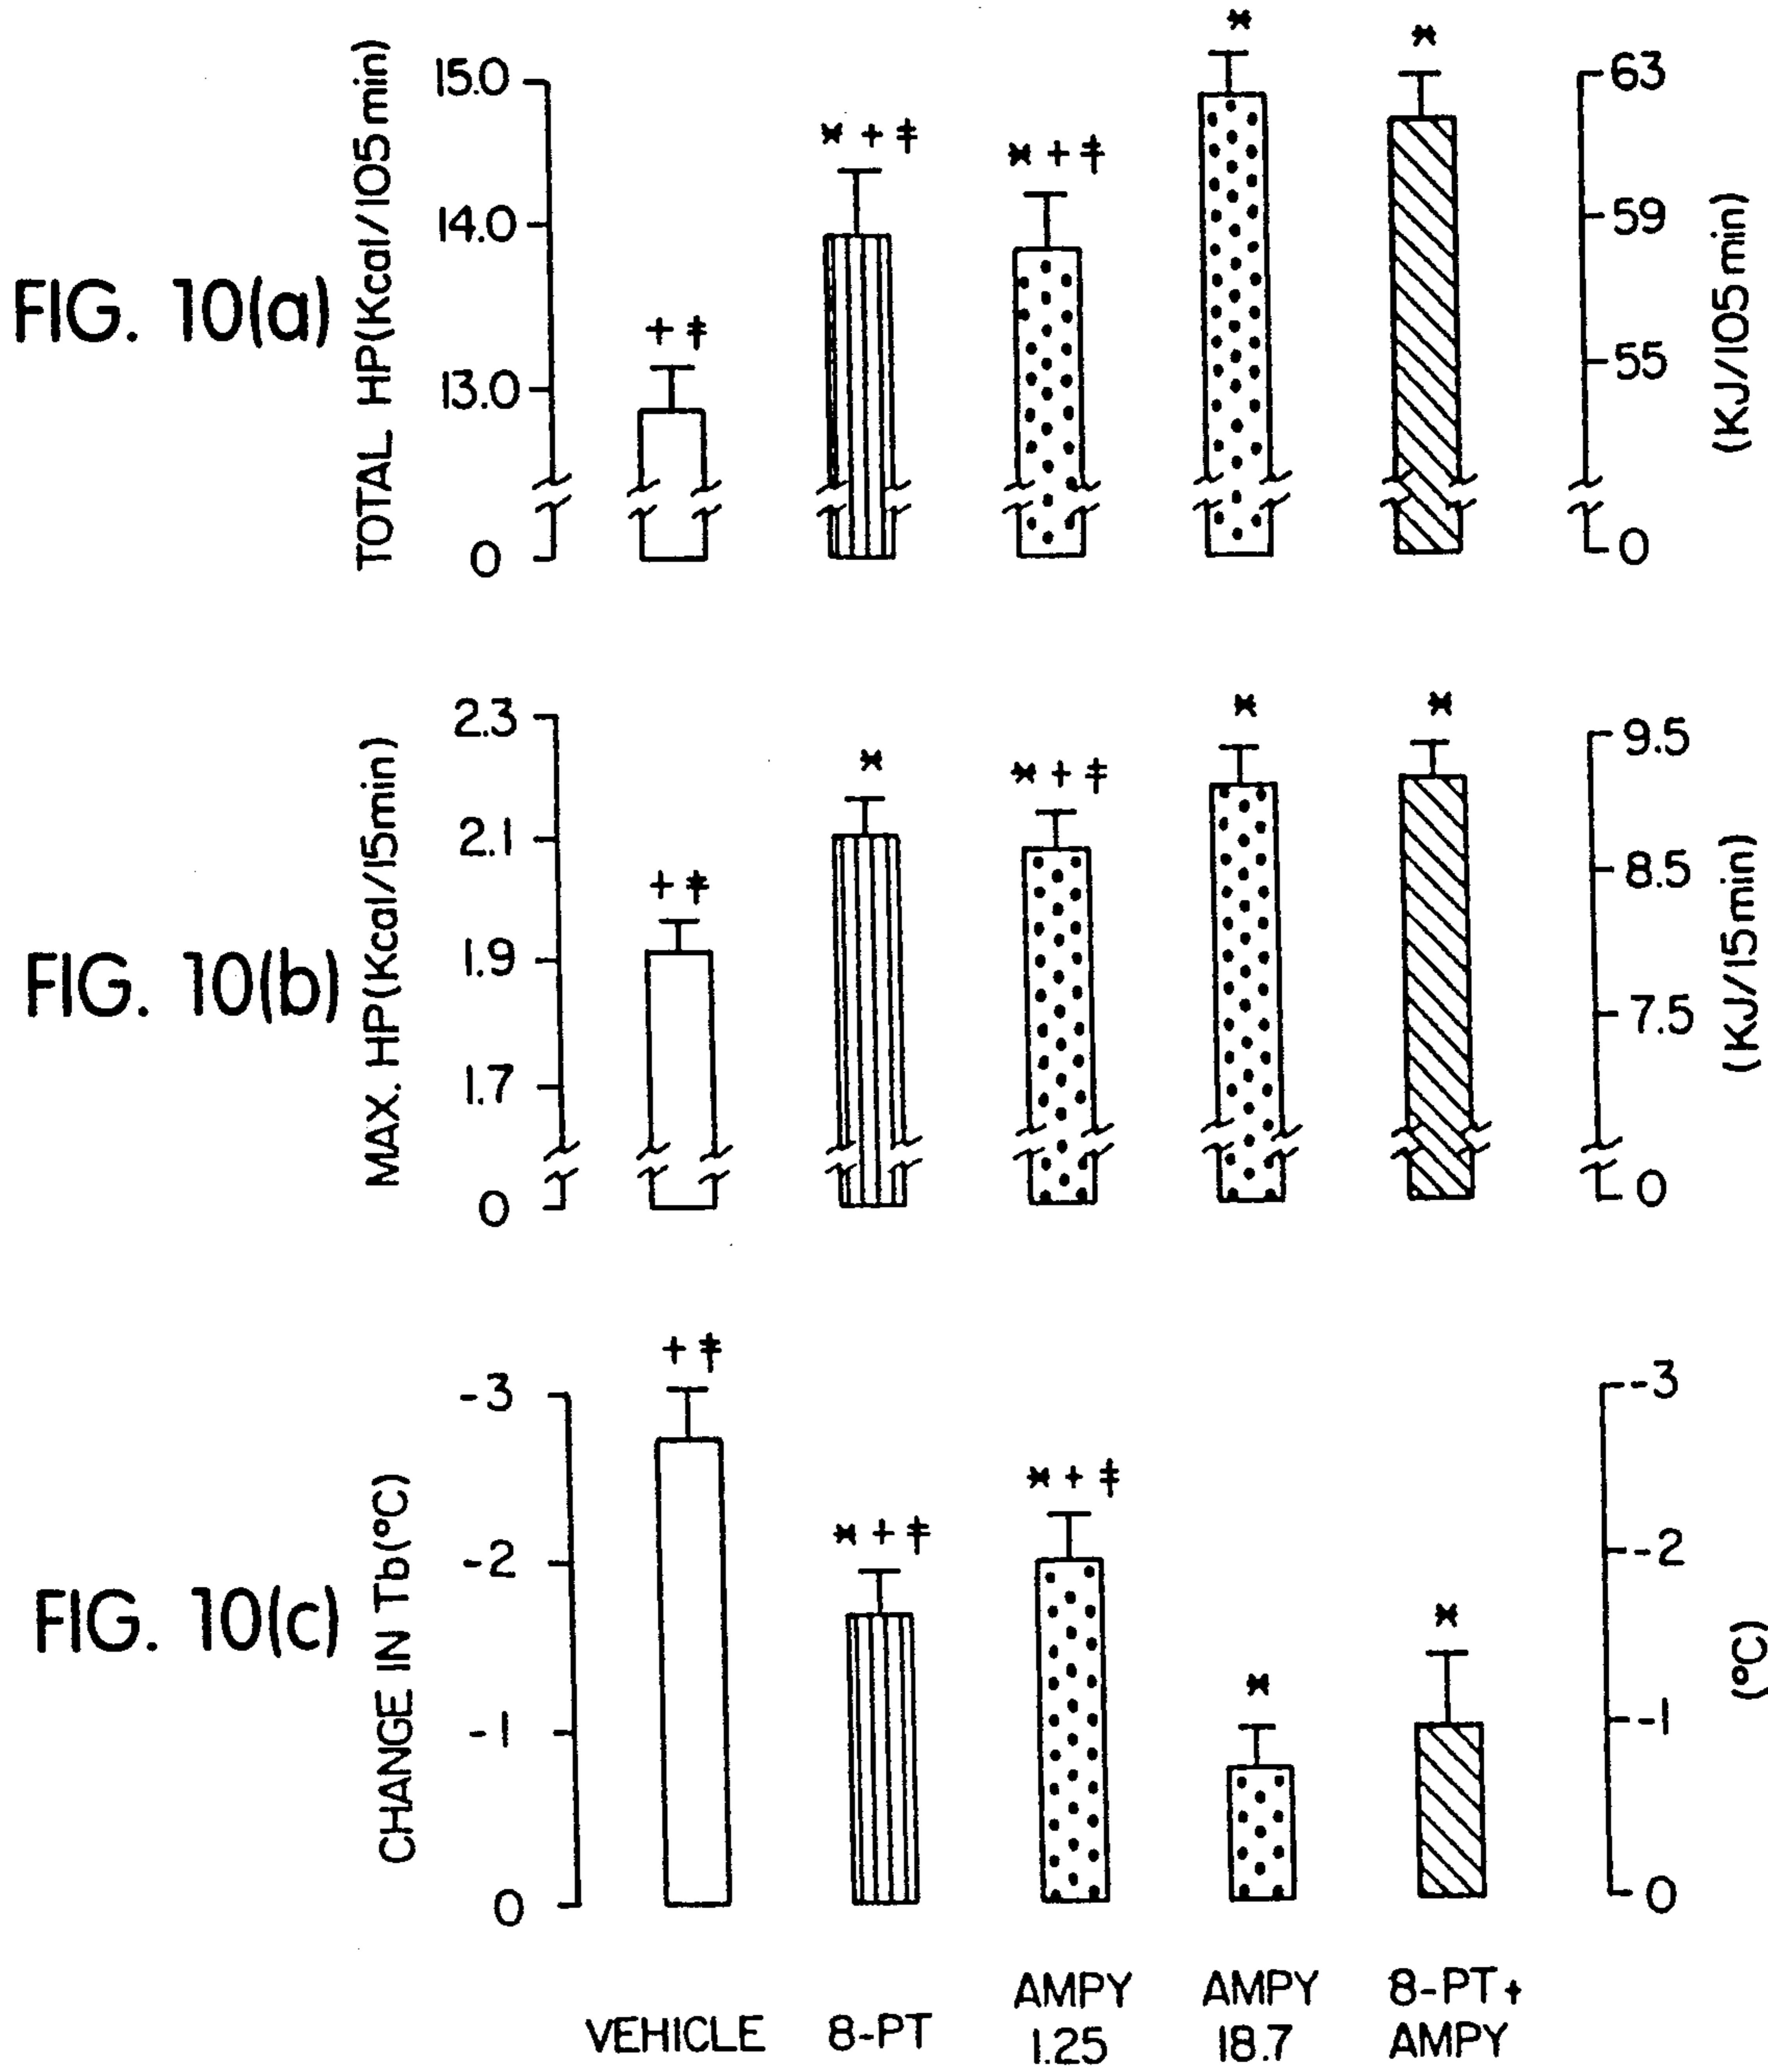 FIG. 10(a)
TOTAL HP(Kcal/105min)
15.0
14.0
13.0
0
+ ‡
* + ‡
* + ‡
*
*
63
59
55
0
(KJ/105min)
FIG. 10(b)
MAX. HP(Kcal/15min)
2.3
2.1
1.9
1.7
0
+ ‡
*
* + ‡
*
*
9.5
8.5
7.5
0
(KJ/15min)
FIG. 10(c)
CHANGE IN Tb(°C)
-3
-2
-1
0
+ ‡
* + ‡
* + ‡
*
*
-3
-2
-1
0
(°C)
VEHICLE
8-PT
AMPY
1.25
AMPY
18.7
8-PT+
AMPY